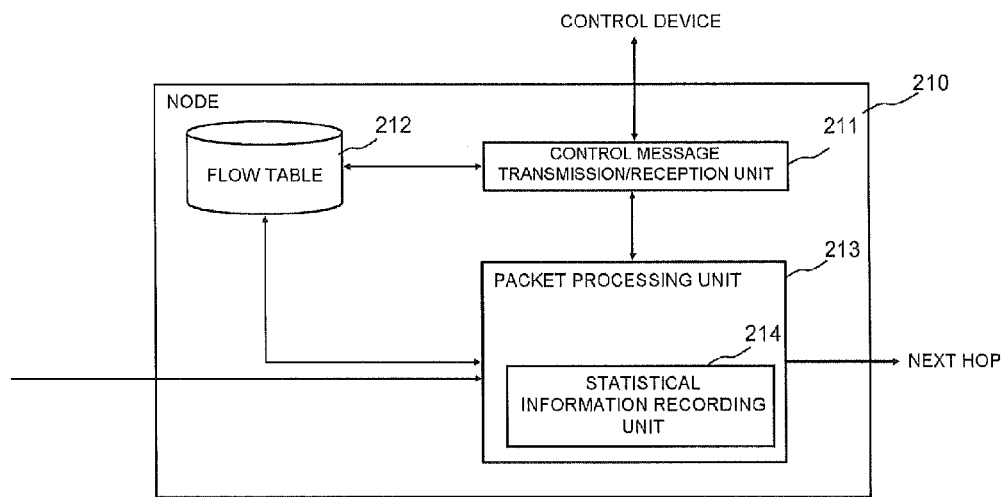 CONTROL DEVICE
NODE
210
212
211
FLOW TABLE
CONTROL MESSAGE
TRANSMISSION/RECEPTION UNIT
213
PACKET PROCESSING UNIT
214
NEXT HOP
STATISTICAL
INFORMATION RECORDING
UNIT